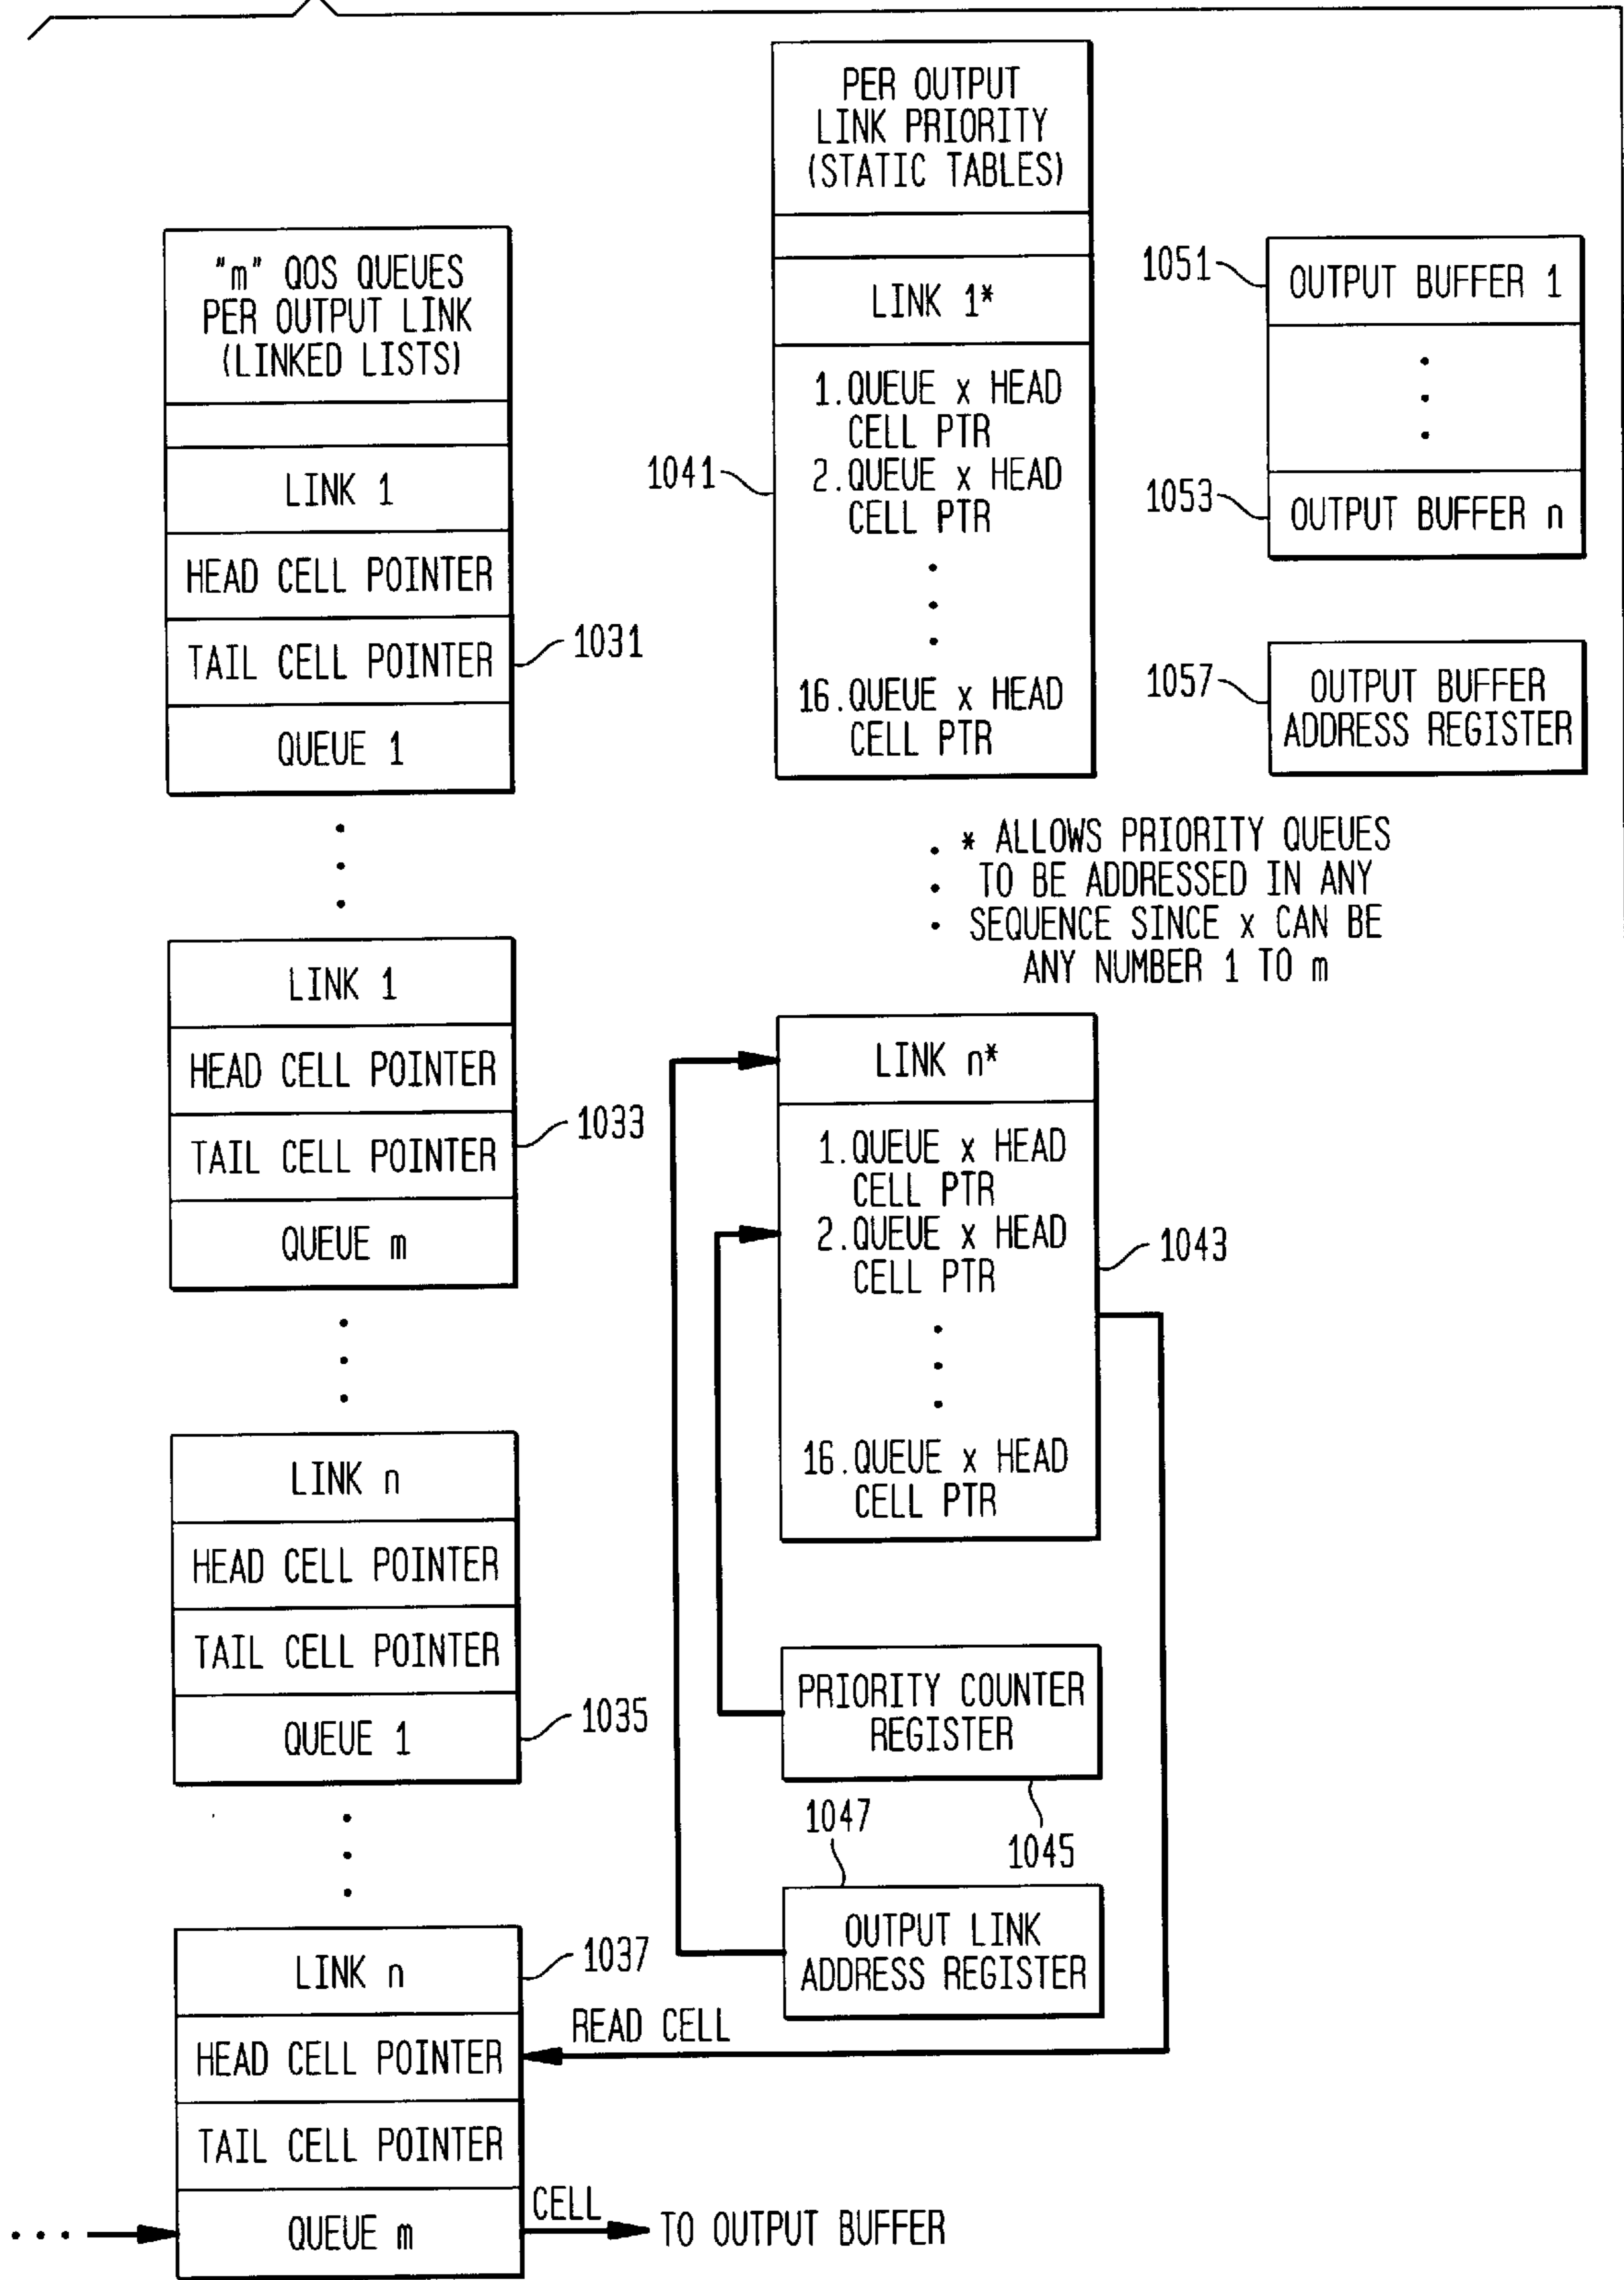 "m" QOS QUEUES
PER OUTPUT LINK
(LINKED LISTS)
LINK 1
HEAD CELL POINTER
TAIL CELL POINTER
QUEUE 1
1031
LINK 1
HEAD CELL POINTER
TAIL CELL POINTER
QUEUE m
1033
LINK n
HEAD CELL POINTER
TAIL CELL POINTER
QUEUE 1
1035
LINK n
HEAD CELL POINTER
TAIL CELL POINTER
QUEUE m
1037
READ CELL
CELL
TO OUTPUT BUFFER
PER OUTPUT
LINK PRIORITY
(STATIC TABLES)
LINK 1*
1.QUEUE x HEAD
CELL PTR
2.QUEUE x HEAD
CELL PTR
16.QUEUE x HEAD
CELL PTR
1041
* ALLOWS PRIORITY QUEUES
TO BE ADDRESSED IN ANY
SEQUENCE SINCE x CAN BE
ANY NUMBER 1 TO m
LINK n*
1.QUEUE x HEAD
CELL PTR
2.QUEUE x HEAD
CELL PTR
16.QUEUE x HEAD
CELL PTR
1043
PRIORITY COUNTER
REGISTER
1045
1047
OUTPUT LINK
ADDRESS REGISTER
1051
OUTPUT BUFFER 1
1053
OUTPUT BUFFER n
1057
OUTPUT BUFFER
ADDRESS REGISTER